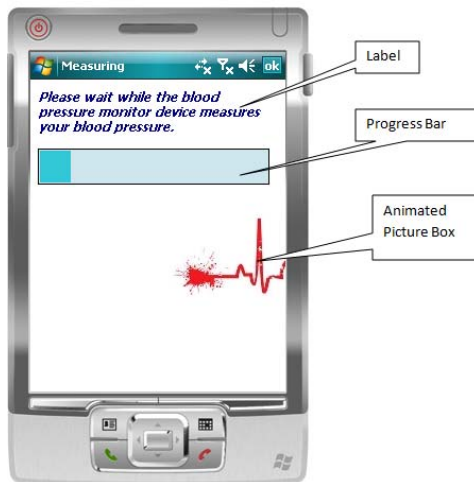 Measuring
ok
Please wait while the blood
pressure monitor device measures
your blood pressure.
Label
Progress Bar
Animated
Picture Box